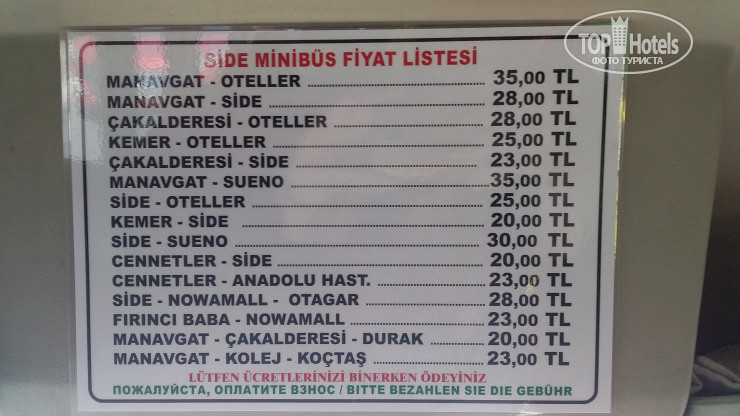 TOP Hotels
ФОТО ТУРИСТА
SİDE MİNİBÜS FİYAT LİSTESİ
MANAVGAT - OTELLER 35,00 TL
MANAVGAT - SİDE 28,00 TL
ÇAKALDERESİ - OTELLER 28,00 TL
KEMER - OTELLER 25,00 TL
ÇAKALDERESİ - SİDE 23,00 TL
MANAVGAT - SUENO 35,00 TL
SİDE - OTELLER 25,00 TL
KEMER - SİDE 20,00 TL
SİDE - SUENO 30,00 TL
CENNETLER - SİDE 20,00 TL
CENNETLER - ANADOLU HAST. 23,00 TL
SİDE - NOWAMALL - OTAGAR 28,00 TL
FIRINCI BABA - NOWAMALL 23,00 TL
MANAVGAT - ÇAKALDERESİ - DURAK 20,00 TL
MANAVGAT - KOLEJ - KOÇTAŞ 23,00 TL
LÜTFEN ÜCRETLERİNİZİ BİNERKEN ÖDEYİNİZ
ПОЖАЛУЙСТА, ОПЛАТИТЕ ВЗНОС / BITTE BEZAHLEN SIE DIE GEBÜHR